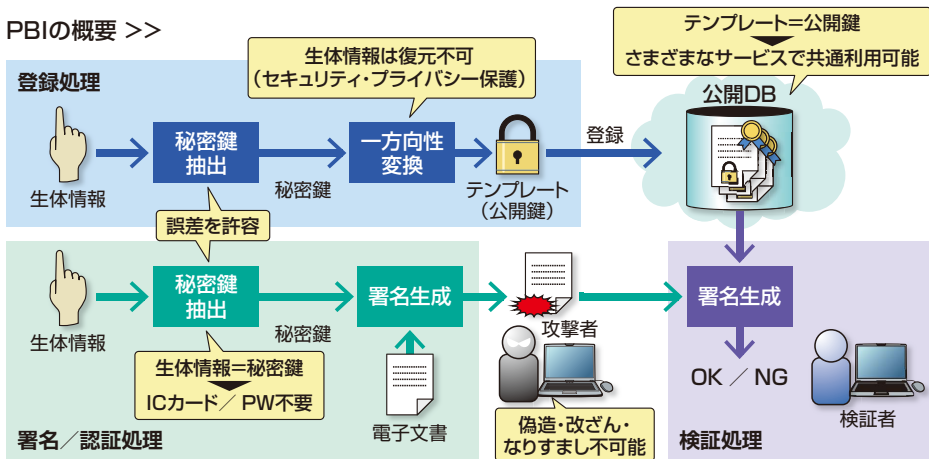 PBIの概要 >>
テンプレート=公開鍵
さまざまなサービスで共通利用可能
生体情報は復元不可
(セキュリティ・プライバシー保護)
登録処理
公開DB
秘密鍵
抽出
一方向性
変換
登録
生体情報
秘密鍵
テンプレート
(公開鍵)
誤差を許容
秘密鍵
抽出
署名生成
署名生成
生体情報
秘密鍵
攻撃者
生体情報=秘密鍵
ICカード/PW不要
電子文書
OK / NG
検証者
偽造・改ざん・
なりすまし不可能
署名/認証処理
検証処理